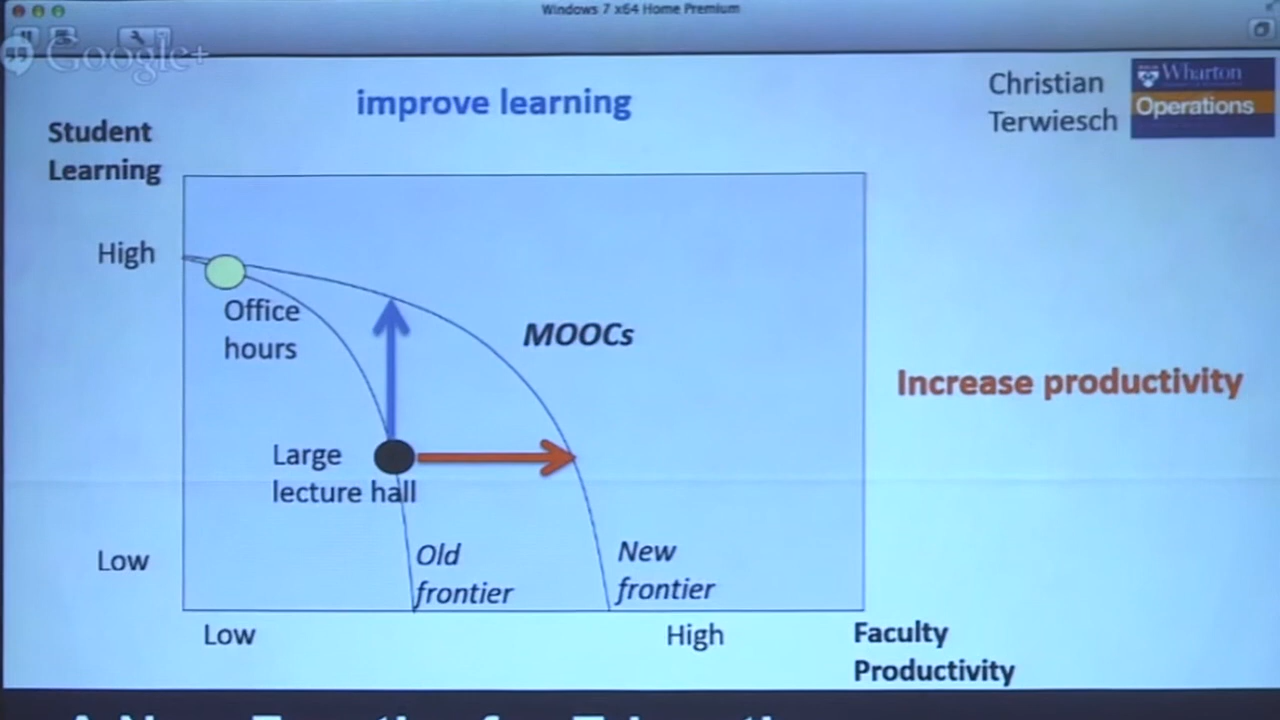 Windows 7 x64 Home Premium
Google+
improve learning
Christian
Terwiesch
Wharton
Operations
Student
Learning
High
Office
hours
MOOCs
Increase productivity
Large
lecture hall
Low
Old
frontier
New
frontier
Low
High
Faculty
Productivity